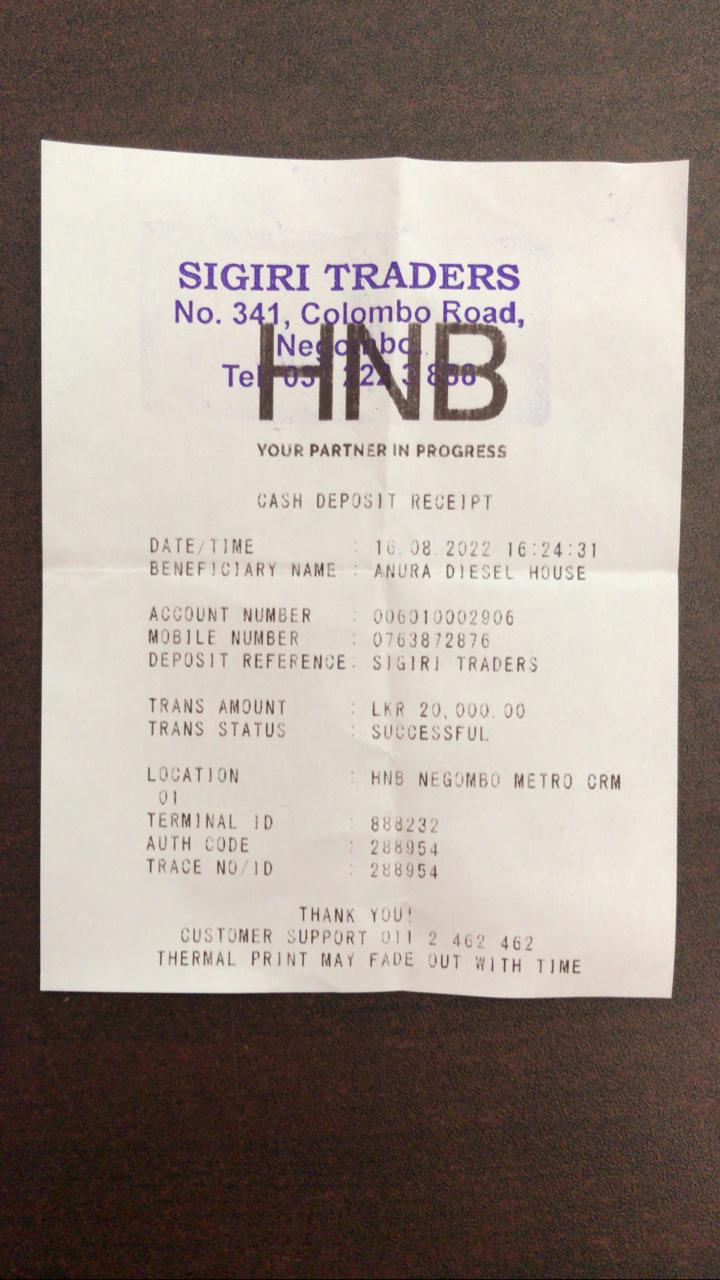 SIGIRI TRADERS
No. 341, Colombo Road,
Negombo.
Tel
HNB
YOUR PARTNER IN PROGRESS
CASH DEPOSIT RECEIPT
DATE/TIME : 16.08.2022 16:24:31
BENEFICIARY NAME : ANURA DIESEL HOUSE
ACCOUNT NUMBER : 006010002906
MOBILE NUMBER : 0763872876
DEPOSIT REFERENCE: SIGIRI TRADERS
TRANS AMOUNT : LKR 20,000.00
TRANS STATUS : SUCCESSFUL
LOCATION : HNB NEGOMBO METRO CRM
01
TERMINAL ID : 888232
AUTH CODE : 288954
TRACE NO/ID : 288954
THANK YOU!
CUSTOMER SUPPORT 011 2 462 462
THERMAL PRINT MAY FADE OUT WITH TIME